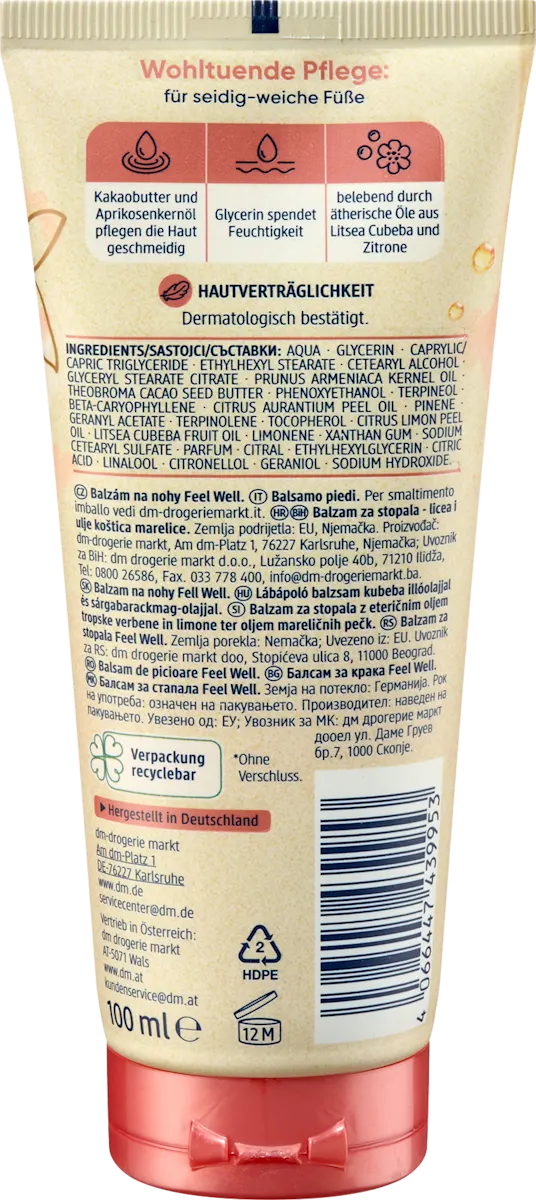 Wohltuende Pflege:
für seidig-weiche Füße
Kakaobutter und
Aprikosenkernöl
pflegen die Haut
geschmeidig
Glycerin spendet
Feuchtigkeit
belebend durch
ätherische Öle aus
Litsea Cubeba und
Zitrone
HAUTVERTRÄGLICHKEIT
Dermatologisch bestätigt.
INGREDIENTS/SASTOJCI/СЪСТАВКИ: AQUA · GLYCERIN · CAPRYLIC/
CAPRIC TRIGLYCERIDE · ETHYLHEXYL STEARATE · CETEARYL ALCOHOL ·
GLYCERYL STEARATE CITRATE · PRUNUS ARMENIACA KERNEL OIL ·
THEOBROMA CACAO SEED BUTTER · PHENOXYETHANOL · TERPINEOL ·
BETA-CARYOPHYLLENE · CITRUS AURANTIUM PEEL OIL · PINENE ·
GERANYL ACETATE · TERPINOLENE · TOCOPHEROL · CITRUS LIMON PEEL
OIL · LITSEA CUBEBA FRUIT OIL · LIMONENE · XANTHAN GUM · SODIUM
CETEARYL SULFATE · PARFUM · CITRAL · ETHYLHEXYLGLYCERIN · CITRIC
ACID · LINALOOL · CITRONELLOL · GERANIOL · SODIUM HYDROXIDE.
CZ Balzám na nohy Feel Well. IT Balsamo piedi. Per smaltimento
imballo vedi dm-drogeriemarkt.it. HR BIH Balzam za stopala - licea i
ulje koštica marelice. Zemlja podrijetla: EU, Njemačka. Proizvođač:
dm-drogerie markt, Am dm-Platz 1, 76227 Karlsruhe, Njemačka; Uvoznik
za BiH: dm drogerie markt d.o.o., Lužansko polje 40b, 71210 Ilidža,
Tel: 0800 26586, Fax. 033 778 400, info@dm-drogeriemarkt.ba.
SK Balzam na nohy Fell Well. HU Lábápoló balzsam kubeba illóolajjal
és sárgabarackmag-olajjal. SI Balzam za stopala z eteričnim oljem
tropske verbene in limone ter oljem mareličnih pečk. RS Balzam za
stopala Feel Well. Zemlja porekla: Nemačka; Uvezeno iz: EU. Uvoznik
za RS: dm drogerie markt doo, Stopićeva ulica 8, 11000 Beograd.
RO Balsam de picioare Feel Well. BG Балсам за крака Feel Well.
MK Балсам за стапала Feel Well. Земја на потекло: Германија. Рок
на употреба: означен на пакувањето. Производител: наведен на
пакувањето. Увезено од: ЕУ; Увозник за МК: дм дрогерие маркт
дооел ул. Даме Груев
бр.7, 1000 Скопје.
Verpackung
recyclebar
*Ohne
Verschluss.
Hergestellt in Deutschland
dm-drogerie markt
Am dm-Platz 1
DE-76227 Karlsruhe
www.dm.de
servicecenter@dm.de
Vertrieb in Österreich:
dm drogerie markt
AT-5071 Wals
www.dm.at
kundenservice@dm.at
100 ml e
2
HDPE
12 M
4 066447 439953